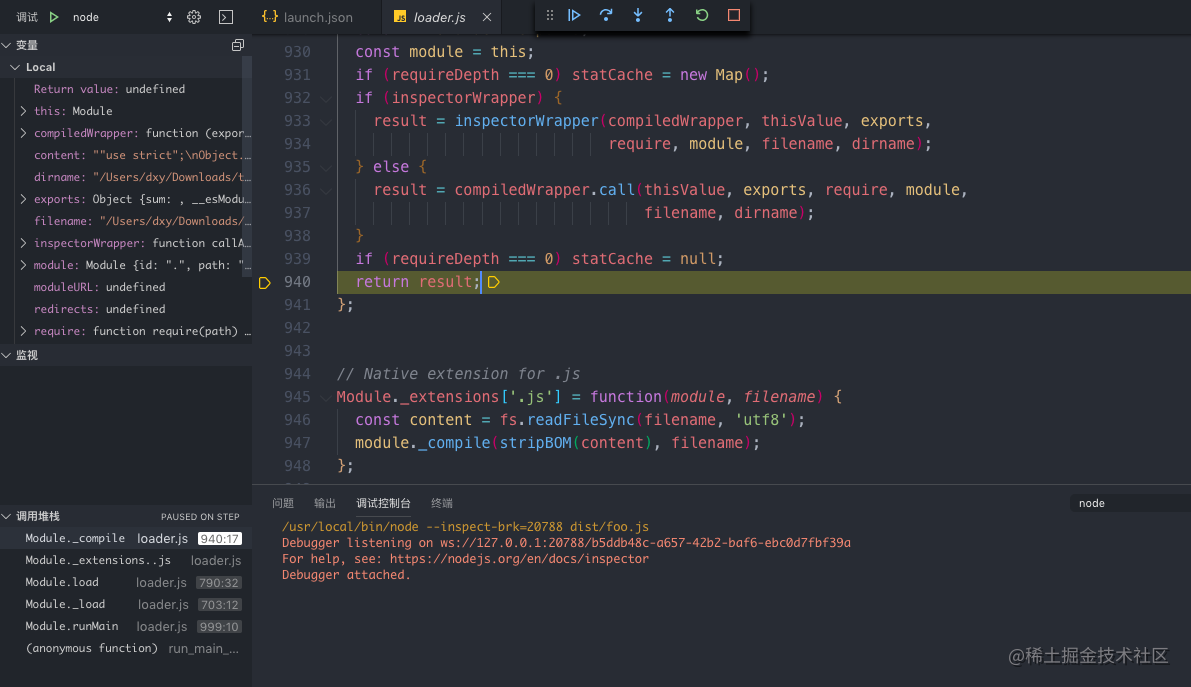 调试 node
launch.json
loader.js
变量
Local
Return value: undefined
this: Module
compiledWrapper: function (expor…
content: ""use strict";\nObject.…
dirname: "/Users/dxy/Downloads/t…
exports: Object {sum: , __esModu…
filename: "/Users/dxy/Downloads/…
inspectorWrapper: function callA…
module: Module {id: ".", path: "…
moduleURL: undefined
redirects: undefined
require: function require(path) …
监视
调用堆栈 PAUSED ON STEP
Module._compile loader.js 940:17
Module._extensions..js loader.js
Module.load loader.js 790:32
Module._load loader.js 703:12
Module.runMain loader.js 999:10
(anonymous function) run_main_…
930 const module = this;
931 if (requireDepth === 0) statCache = new Map();
932 if (inspectorWrapper) {
933 result = inspectorWrapper(compiledWrapper, thisValue, exports,
934 require, module, filename, dirname);
935 } else {
936 result = compiledWrapper.call(thisValue, exports, require, module,
937 filename, dirname);
938 }
939 if (requireDepth === 0) statCache = null;
940 return result;
941 };
942
943
944 // Native extension for .js
945 Module._extensions['.js'] = function(module, filename) {
946 const content = fs.readFileSync(filename, 'utf8');
947 module._compile(stripBOM(content), filename);
948 };
问题 输出 调试控制台 终端 node
/usr/local/bin/node --inspect-brk=20788 dist/foo.js
Debugger listening on ws://127.0.0.1:20788/b5ddb48c-a657-42b2-baf6-ebc0d7fbf39a
For help, see: https://nodejs.org/en/docs/inspector
Debugger attached.
@稀土掘金技术社区